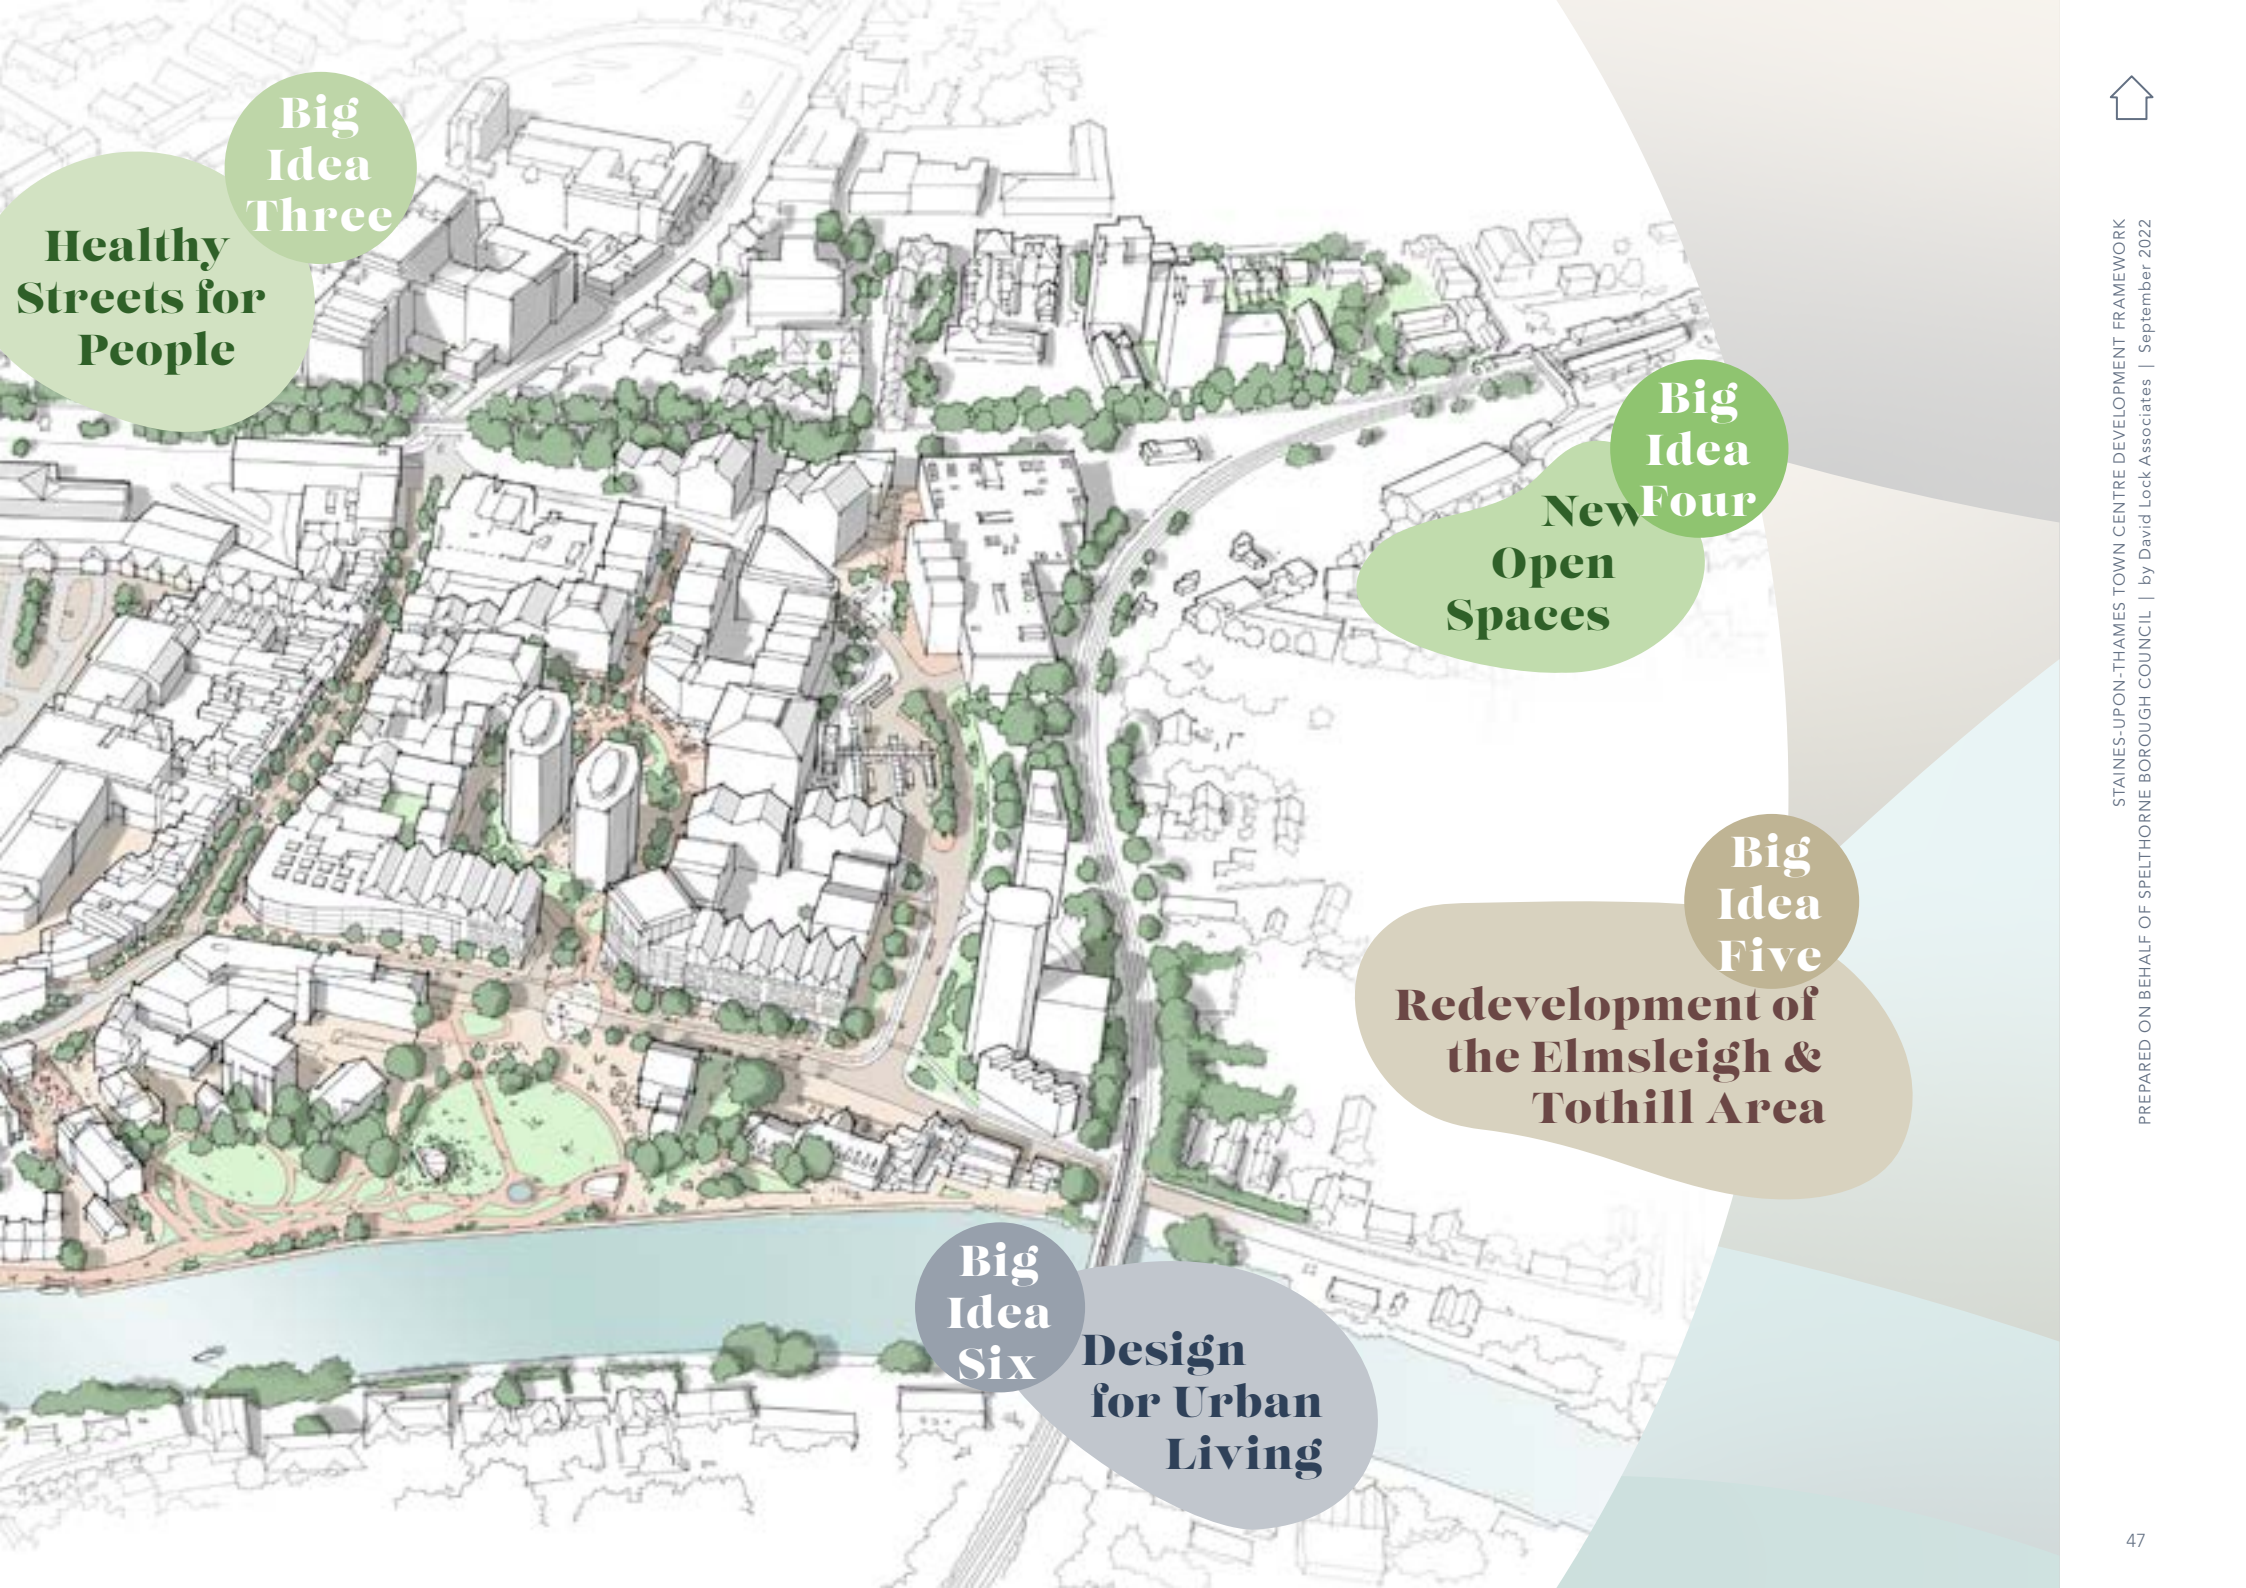 Big
Idea
Three
Healthy
Streets for
People
Big
Idea
Four
New
Open
Spaces
Big
Idea
Five
Redevelopment of
the Elmsleigh &
Tothill Area
Big
Idea
Six
Design
for Urban
Living
STAINES-UPON-THAMES TOWN CENTRE DEVELOPMENT FRAMEWORK
PREPARED ON BEHALF OF SPELTHORNE BOROUGH COUNCIL | by David Lock Associates | September 2022
47